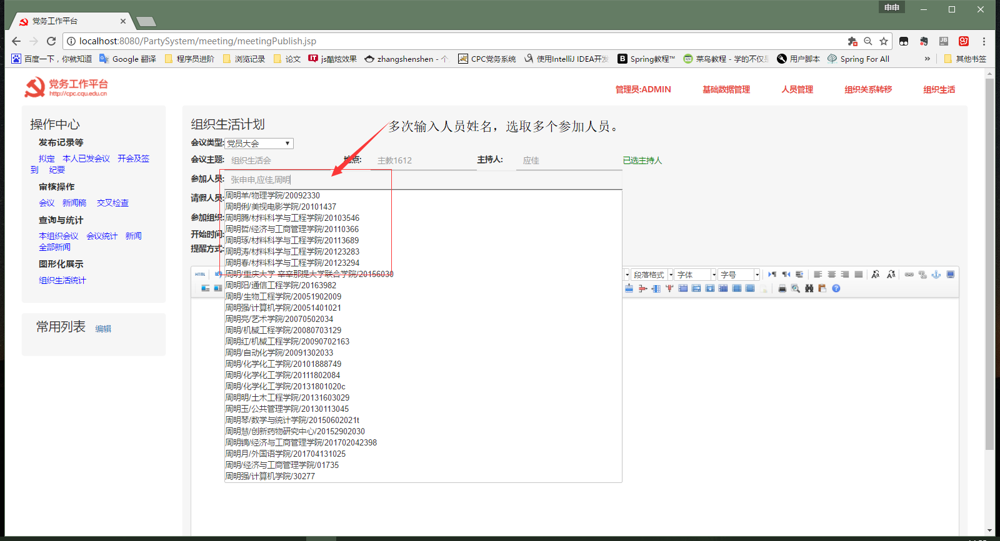 申申
党务工作平台
localhost:8080/PartySystem/meeting/meetingPublish.jsp
百度一下，你就知道 Google 翻译 程序员进阶 浏览记录 论文 js酷炫效果 zhangshenshen - 个 CPC党务系统 使用IntelliJ IDEA开发 Spring教程™ 菜鸟教程 - 学的不仅是 用户脚本 Spring For All » 其他书签
党务工作平台
http://cpc.cqu.edu.cn
管理员:ADMIN 基础数据管理 人员管理 组织关系转移 组织生活
操作中心
发布记录等
拟定 本人已发会议 开会及签
到 纪要
审核操作
会议 新闻稿 交叉检查
查询与统计
本组织会议 会议统计 新闻
全部新闻
图形化展示
组织生活统计
常用列表 编辑
组织生活计划
多次输入人员姓名，选取多个参加人员。
会议类型: 党员大会
会议主题: 组织生活会 地点: 主教1612 主持人: 应佳 已选主持人
参加人员: 张申申,应佳,周明
请假人员:
参加组织:
开始时间:
提醒方式:
周明羊/物理学院/20092330
周明俐/美视电影学院/20101437
周明腾/材料科学与工程学院/20103546
周明哲/经济与工商管理学院/20110366
周明琢/材料科学与工程学院/20113689
周明涛/材料科学与工程学院/20123283
周明春/材料科学与工程学院/20123294
周明/重庆大学-辛辛那提大学联合学院/20156030
周明阳/通信工程学院/20163982
周明/生物工程学院/20051902009
周明强/计算机学院/20051401021
周明亮/艺术学院/20070502034
周明/机械工程学院/20080703129
周明红/机械工程学院/20090702163
周明/自动化学院/20091302033
周明/化学化工学院/20101888749
周明/化学化工学院/20111802084
周明/化学化工学院/20131801020c
周明明/土木工程学院/20131603029
周明玉/公共管理学院/20130113045
周明琴/数学与统计学院/20150602021t
周明慧/创新药物研究中心/20152902030
周明镝/经济与工商管理学院/201702042398
周明月/外国语学院/201704131025
周明/经济与工商管理学院/01735
周明强/计算机学院/30277
HTML 段落格式 字体 字号